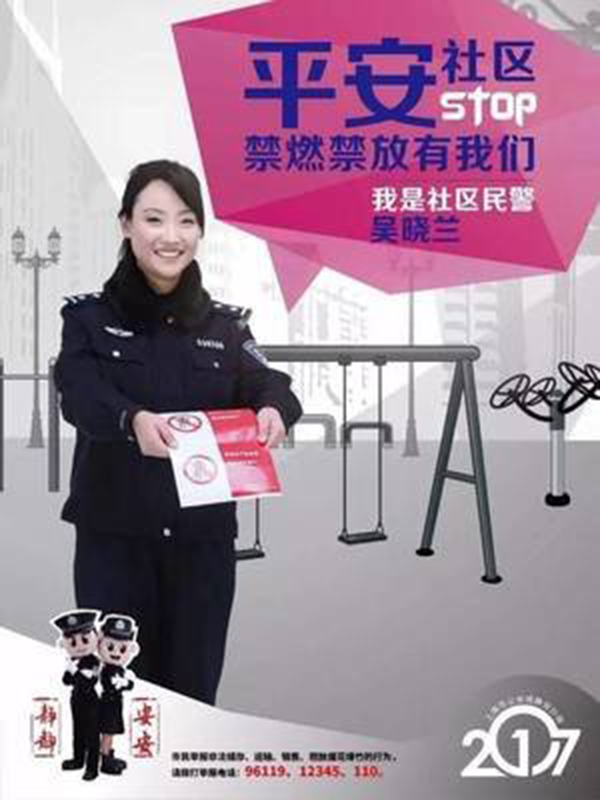 平安社区
STOP
禁燃禁放有我们
我是社区民警
吴晓兰
静静
安安
市民举报非法储存、运输、销售、燃放烟花爆竹的行为，
请拨打举报电话：96119、12345、110。
2017